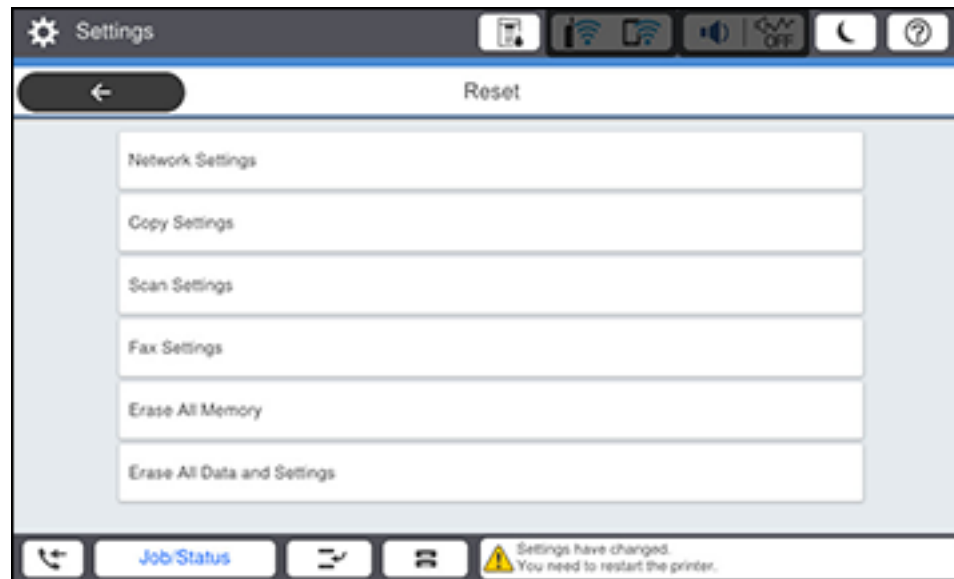 Settings
OFF
Reset
Network Settings
Copy Settings
Scan Settings
Fax Settings
Erase All Memory
Erase All Data and Settings
Job/Status
Settings have changed.
You need to restart the printer.